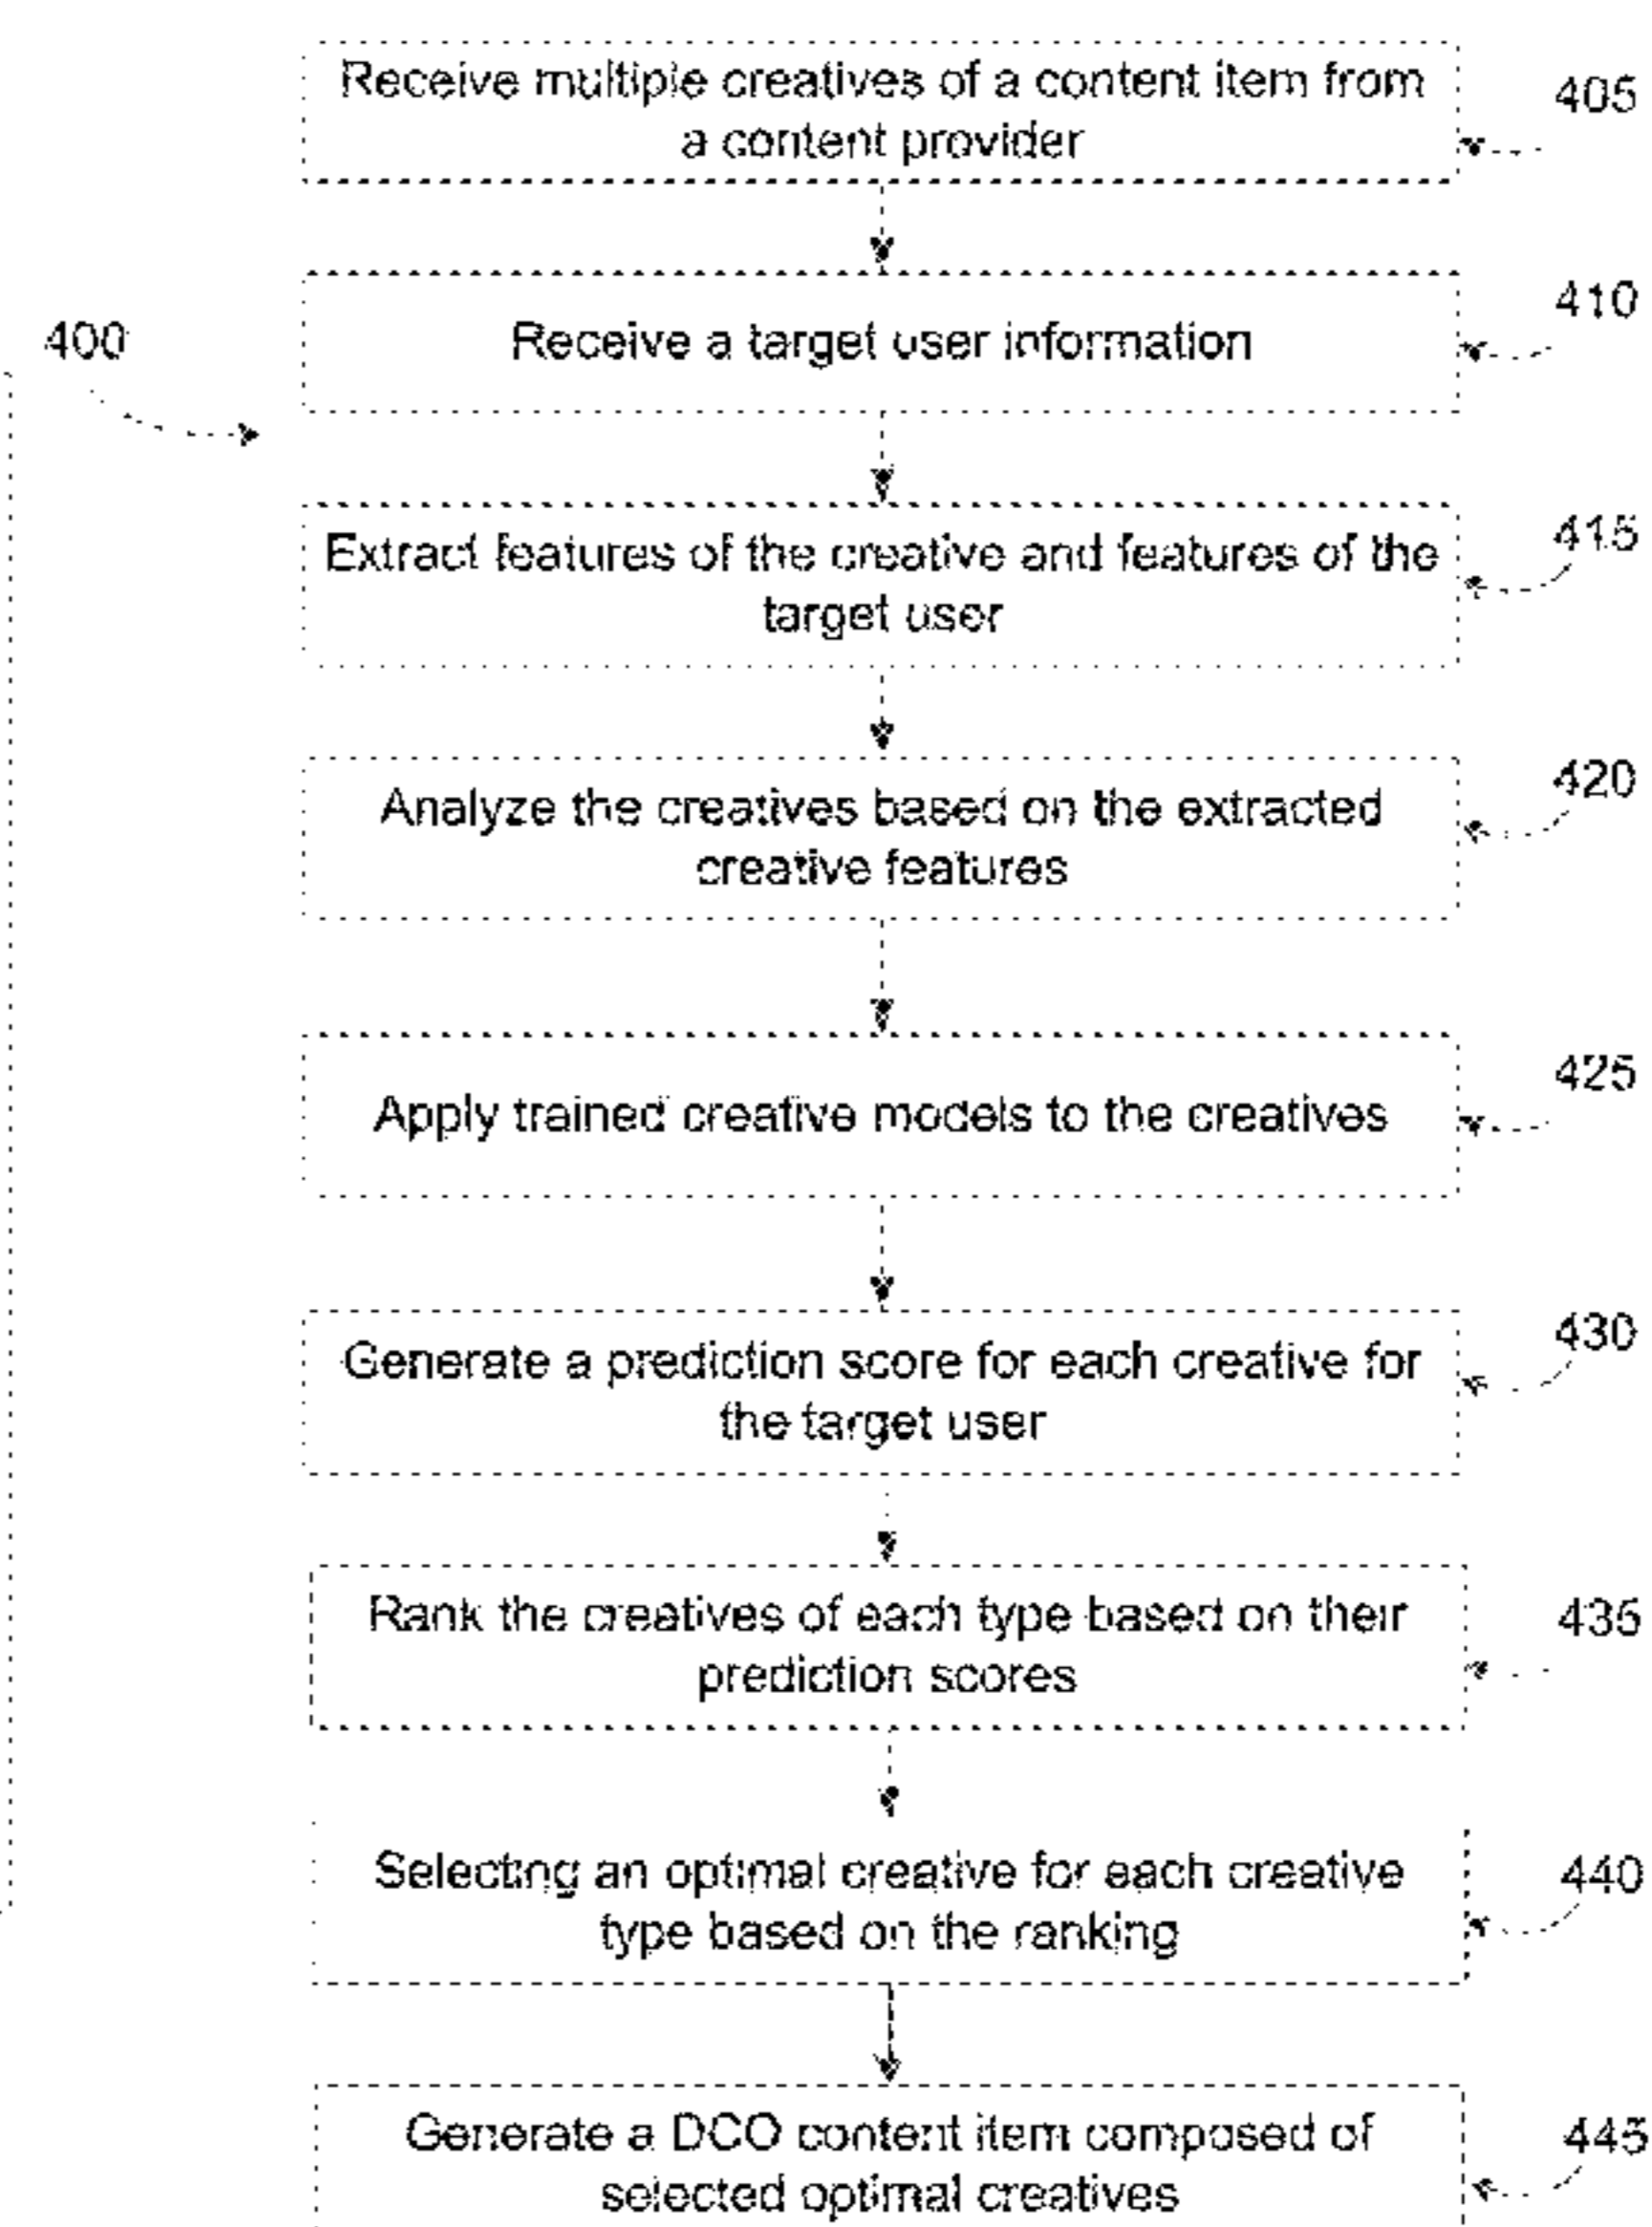 Receive multiple creatives of a content item from
a content provider
405
Receive a target user information
410
400
Extract features of the creative and features of the
target user
415
Analyze the creatives based on the extracted
creative features
420
Apply trained creative models to the creatives
425
Generate a prediction score for each creative for
the target user
430
Rank the creatives of each type based on their
prediction scores
435
Selecting an optimal creative for each creative
type based on the ranking
440
Generate a DCO content item composed of
selected optimal creatives
445